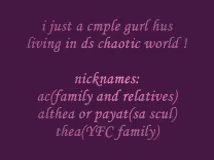 i just a cmple gurl hus
living in ds chaotic world !
nicknames:
ac(family and relatives)
althea or payat(sa scul)
thea(YFC family)